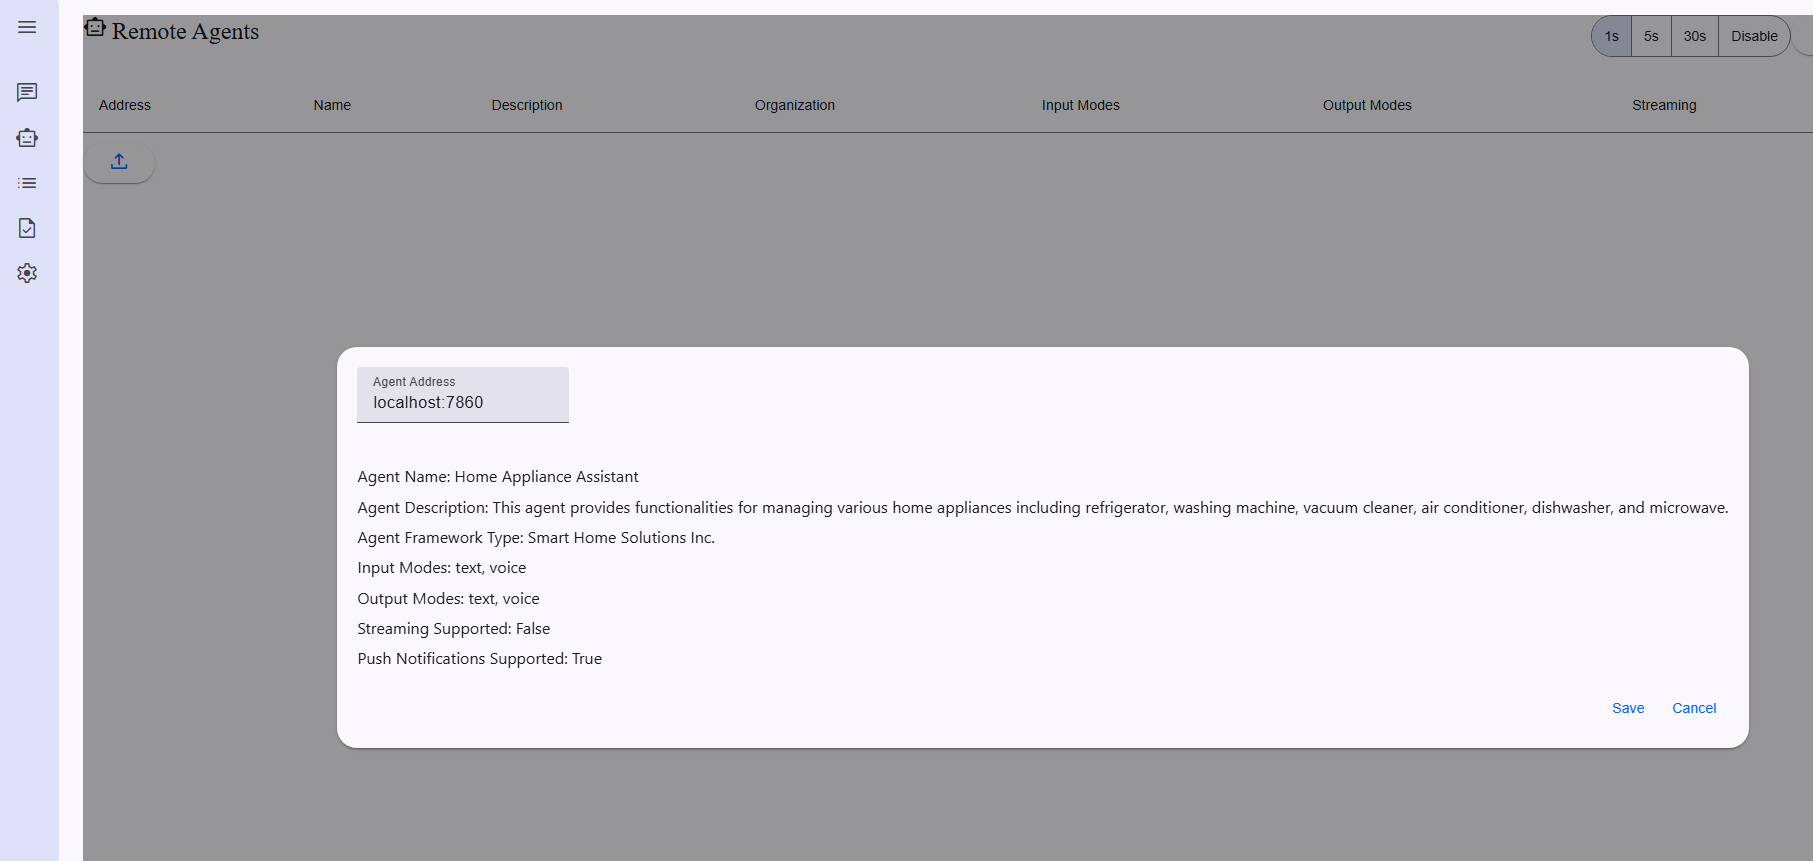 Remote Agents
1s 5s 30s Disable
Address Name Description Organization Input Modes Output Modes Streaming
Agent Address
localhost:7860
Agent Name: Home Appliance Assistant
Agent Description: This agent provides functionalities for managing various home appliances including refrigerator, washing machine, vacuum cleaner, air conditioner, dishwasher, and microwave.
Agent Framework Type: Smart Home Solutions Inc.
Input Modes: text, voice
Output Modes: text, voice
Streaming Supported: False
Push Notifications Supported: True
Save Cancel